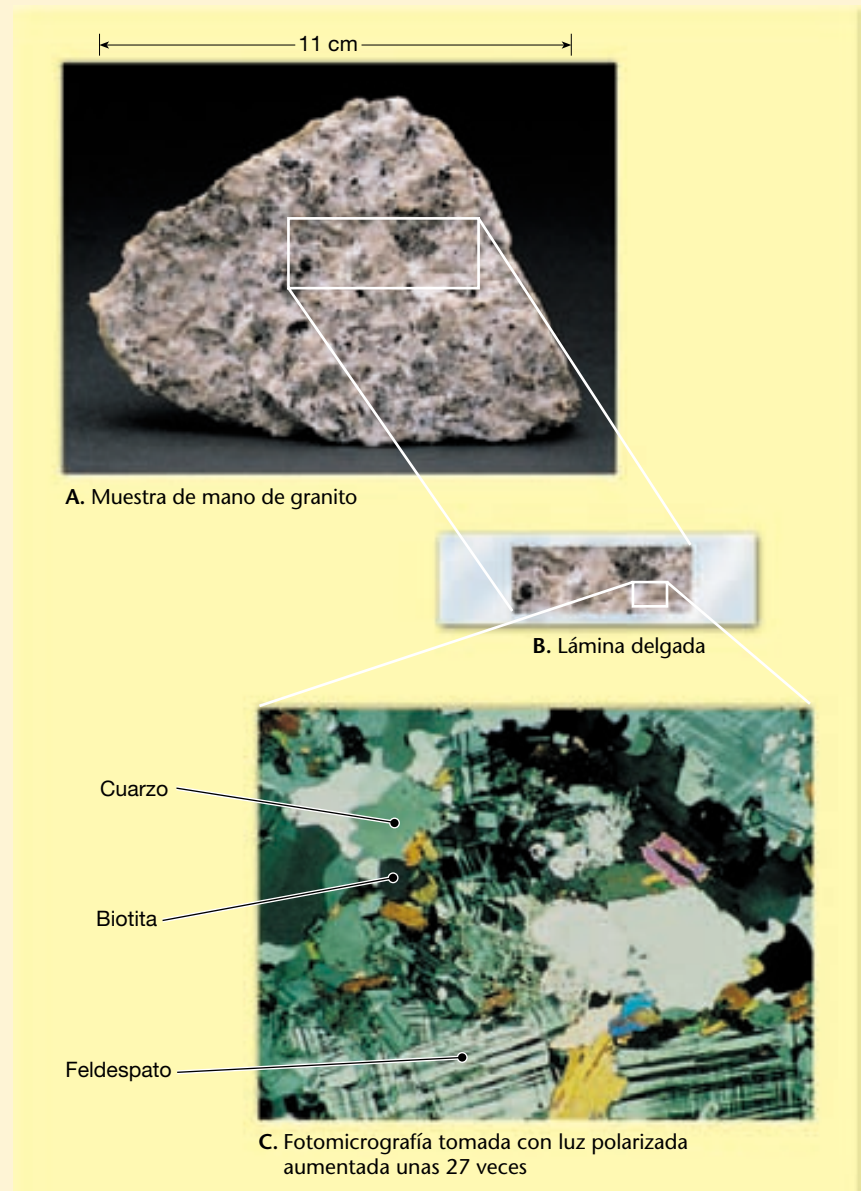 11 cm
A. Muestra de mano de granito
B. Lámina delgada
Cuarzo
Biotita
Feldespato
C. Fotomicrografía tomada con luz polarizada
aumentada unas 27 veces